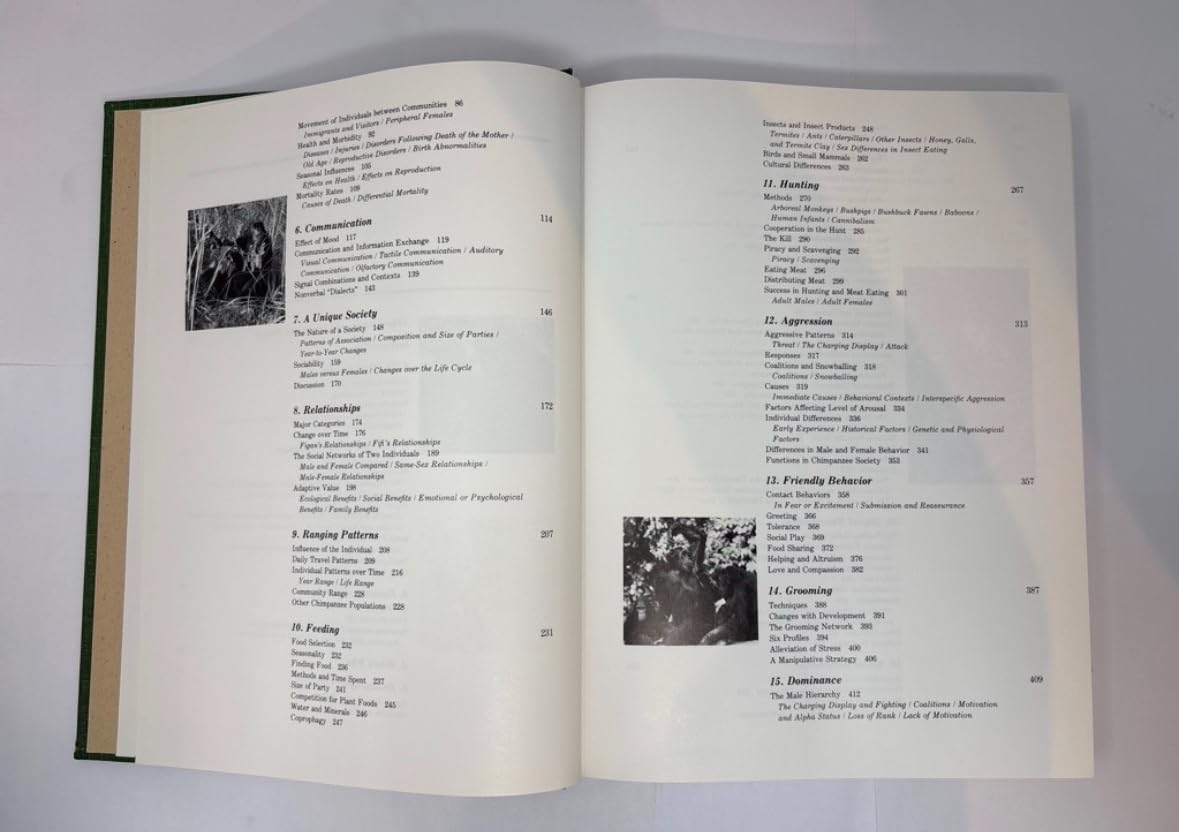 Movement of Individuals between Communities 86
Immigrants and Visitors / Peripheral Females
Health and Morbidity 92
Diseases / Injuries / Disorders Following Death of the Mother /
Old Age / Reproductive Disorders / Birth Abnormalities
Seasonal Influences 105
Effects on Health / Effects on Reproduction
Mortality Rates 109
Causes of Death / Differential Mortality
6. Communication 114
Effect of Mood 117
Communication and Information Exchange 119
Visual Communication / Tactile Communication / Auditory
Communication / Olfactory Communication
Signal Combinations and Contexts 139
Nonverbal "Dialects" 143
7. A Unique Society 146
The Nature of a Society 148
Patterns of Association / Composition and Size of Parties /
Year-to-Year Changes
Sociability 159
Males versus Females / Changes over the Life Cycle
Discussion 170
8. Relationships 172
Major Categories 174
Change over Time 176
Figan's Relationships / Fifi's Relationships
The Social Networks of Two Individuals 189
Male and Female Compared / Same-Sex Relationships /
Male-Female Relationships
Adaptive Value 198
Ecological Benefits / Social Benefits / Emotional or Psychological
Benefits / Family Benefits
9. Ranging Patterns 207
Influence of the Individual 208
Daily Travel Patterns 209
Individual Patterns over Time 216
Year Range / Life Range
Community Range 228
Other Chimpanzee Populations 228
10. Feeding 231
Food Selection 232
Seasonality 232
Finding Food 236
Methods and Time Spent 237
Size of Party 241
Competition for Plant Foods 245
Water and Minerals 246
Coprophagy 247
Insects and Insect Products 248
Termites / Ants / Caterpillars / Other Insects / Honey, Galls,
and Termite Clay / Sex Differences in Insect Eating
Birds and Small Mammals 262
Cultural Differences 263
11. Hunting 267
Methods 270
Arboreal Monkeys / Bushpigs / Bushbuck Fawns / Baboons /
Human Infants / Cannibalism
Cooperation in the Hunt 285
The Kill 290
Piracy and Scavenging 292
Piracy / Scavenging
Eating Meat 296
Distributing Meat 299
Success in Hunting and Meat Eating 301
Adult Males / Adult Females
12. Aggression 313
Aggressive Patterns 314
Threat / The Charging Display / Attack
Responses 317
Coalitions and Snowballing 318
Coalitions / Snowballing
Causes 319
Immediate Causes / Behavioral Contexts / Interspecific Aggression
Factors Affecting Level of Arousal 334
Individual Differences 336
Early Experience / Historical Factors / Genetic and Physiological
Factors
Differences in Male and Female Behavior 341
Functions in Chimpanzee Society 353
13. Friendly Behavior 357
Contact Behaviors 358
In Fear or Excitement / Submission and Reassurance
Greeting 366
Tolerance 368
Social Play 369
Food Sharing 372
Helping and Altruism 376
Love and Compassion 382
14. Grooming 387
Techniques 388
Changes with Development 391
The Grooming Network 393
Six Profiles 394
Alleviation of Stress 400
A Manipulative Strategy 406
15. Dominance 409
The Male Hierarchy 412
The Charging Display and Fighting / Coalitions / Motivation
and Alpha Status / Loss of Rank / Lack of Motivation